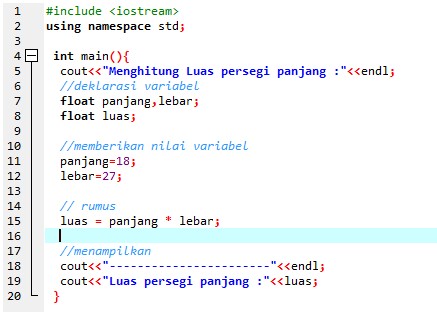 1 #include <iostream>
2 using namespace std;
3
4 int main(){
5 cout<<"Menghitung Luas persegi panjang :"<<endl;
6 //deklarasi variabel
7 float panjang,lebar;
8 float luas;
9
10 //memberikan nilai variabel
11 panjang=18;
12 lebar=27;
13
14 // rumus
15 luas = panjang * lebar;
16
17 //menampilkan
18 cout<<"-----------------------"<<endl;
19 cout<<"Luas persegi panjang :"<<luas;
20 }